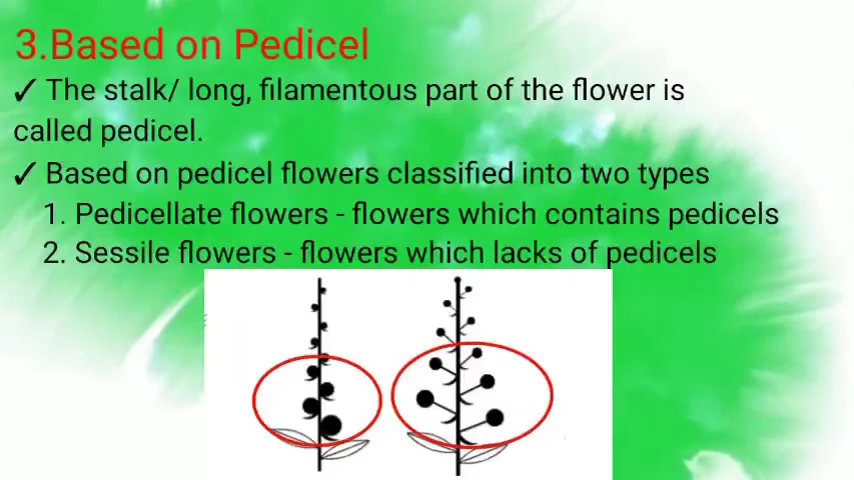 3.Based on Pedicel
✓ The stalk/ long, filamentous part of the flower is
called pedicel.
✓ Based on pedicel flowers classified into two types
1. Pedicellate flowers - flowers which contains pedicels
2. Sessile flowers - flowers which lacks of pedicels